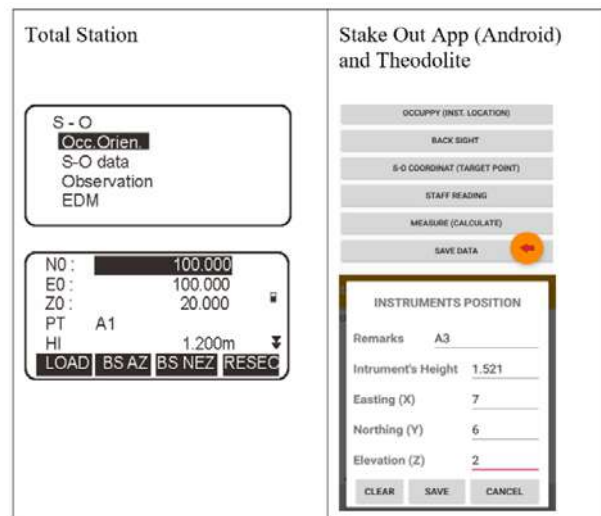 Total Station
S - O
Occ.Orien.
S-O data
Observation
EDM
N0 : 100.000
E0 : 100.000
Z0 : 20.000
PT A1
HI 1.200m
LOAD BS AZ BS NEZ RESEC
Stake Out App (Android)
and Theodolite
OCCUPPY (INST. LOCATION)
BACK SIGHT
S-O COORDINAT (TARGET POINT)
STAFF READING
MEASURE (CALCULATE)
SAVE DATA
INSTRUMENTS POSITION
Remarks A3
Intrument's Height 1.521
Easting (X) 7
Northing (Y) 6
Elevation (Z) 2
CLEAR SAVE CANCEL